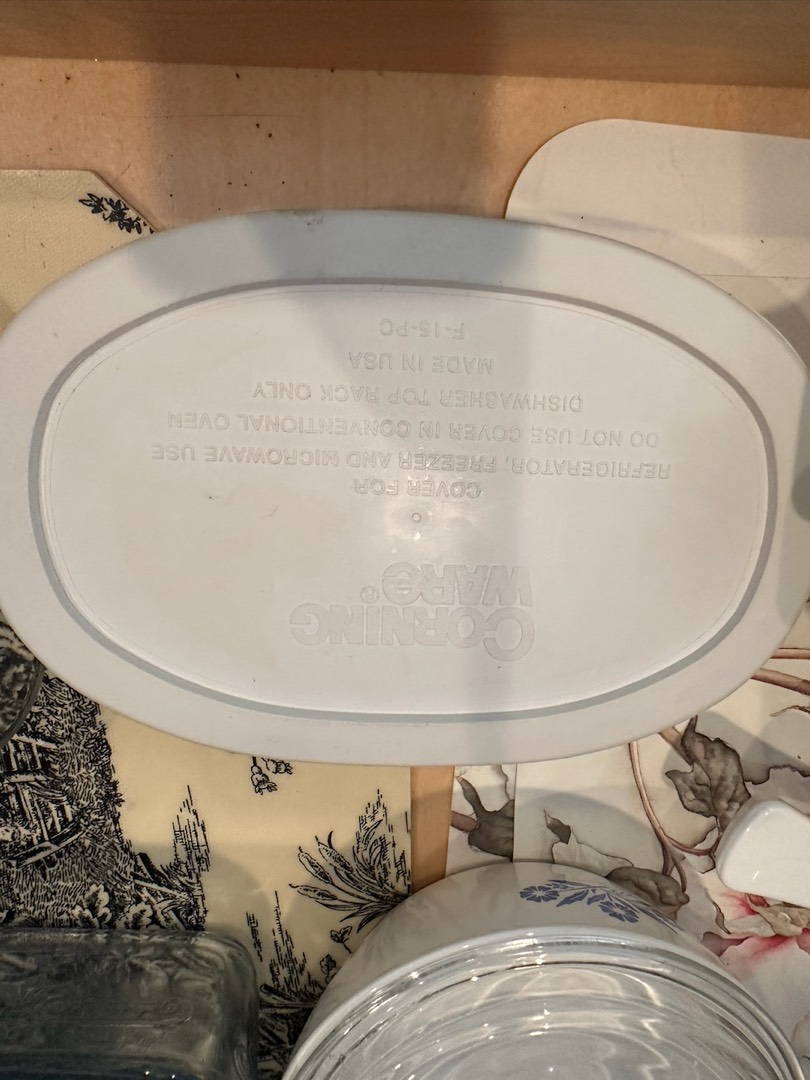 CORNING
WARE®
COVER FOR
REFRIGERATOR, FREEZER AND MICROWAVE USE
DO NOT USE COVER IN CONVENTIONAL OVEN
DISHWASHER TOP RACK ONLY
MADE IN USA
F-15-PC